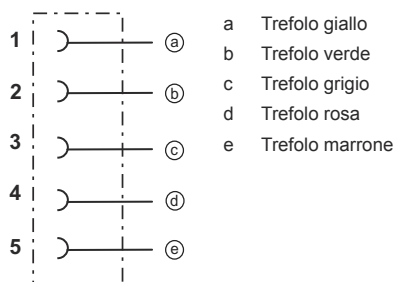 1 ⓐ
2 ⓑ
3 ⓒ
4 ⓓ
5 ⓔ
a Trefolo giallo
b Trefolo verde
c Trefolo grigio
d Trefolo rosa
e Trefolo marrone